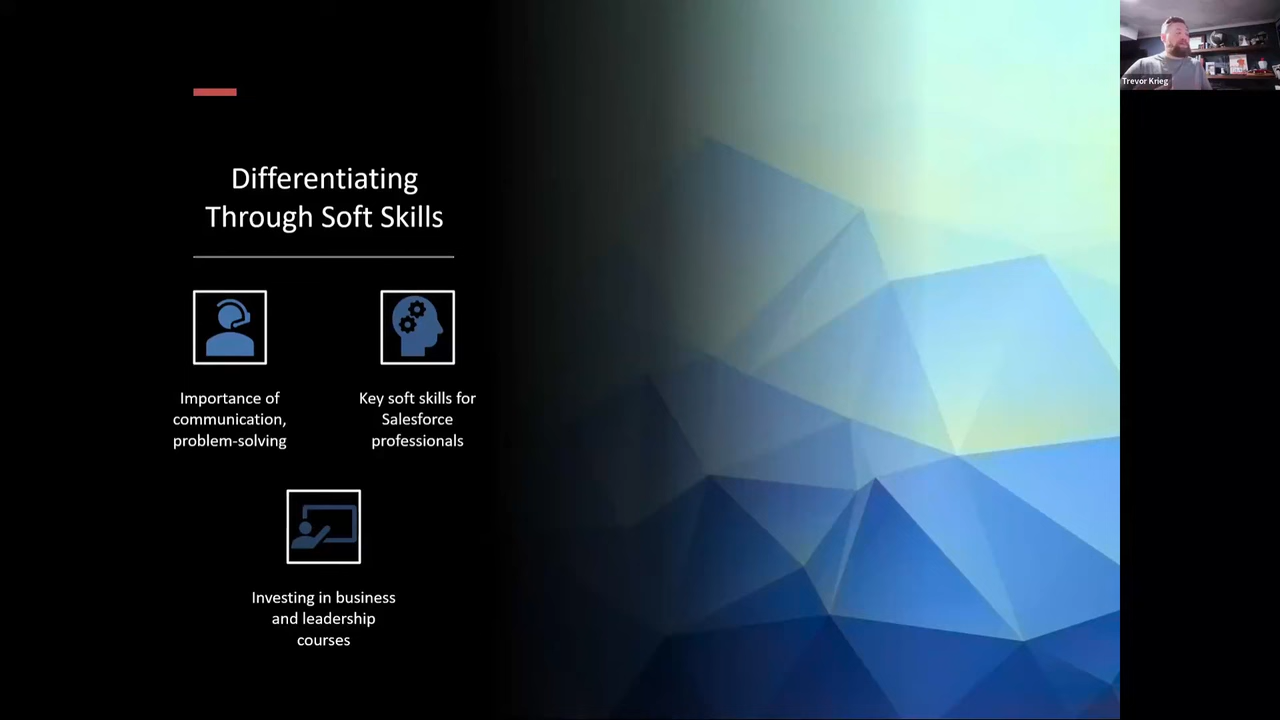 Differentiating
Through Soft Skills
Importance of
communication,
problem-solving
Key soft skills for
Salesforce
professionals
Investing in business
and leadership
courses
Trevor Krieg